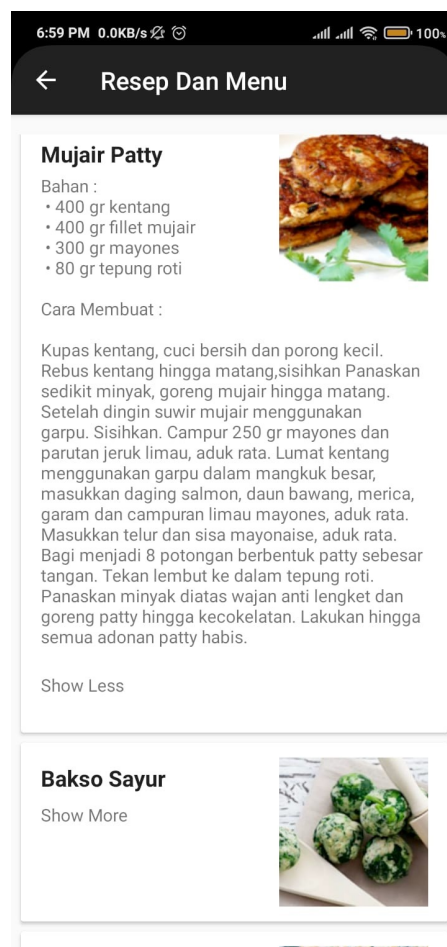 6:59 PM 0.0KB/s 100%
Resep Dan Menu
Mujair Patty
Bahan :
• 400 gr kentang
• 400 gr fillet mujair
• 300 gr mayones
• 80 gr tepung roti
Cara Membuat :
Kupas kentang, cuci bersih dan porong kecil.
Rebus kentang hingga matang,sisihkan Panaskan
sedikit minyak, goreng mujair hingga matang.
Setelah dingin suwir mujair menggunakan
garpu. Sisihkan. Campur 250 gr mayones dan
parutan jeruk limau, aduk rata. Lumat kentang
menggunakan garpu dalam mangkuk besar,
masukkan daging salmon, daun bawang, merica,
garam dan campuran limau mayones, aduk rata.
Masukkan telur dan sisa mayonaise, aduk rata.
Bagi menjadi 8 potongan berbentuk patty sebesar
tangan. Tekan lembut ke dalam tepung roti.
Panaskan minyak diatas wajan anti lengket dan
goreng patty hingga kecokelatan. Lakukan hingga
semua adonan patty habis.
Show Less
Bakso Sayur
Show More